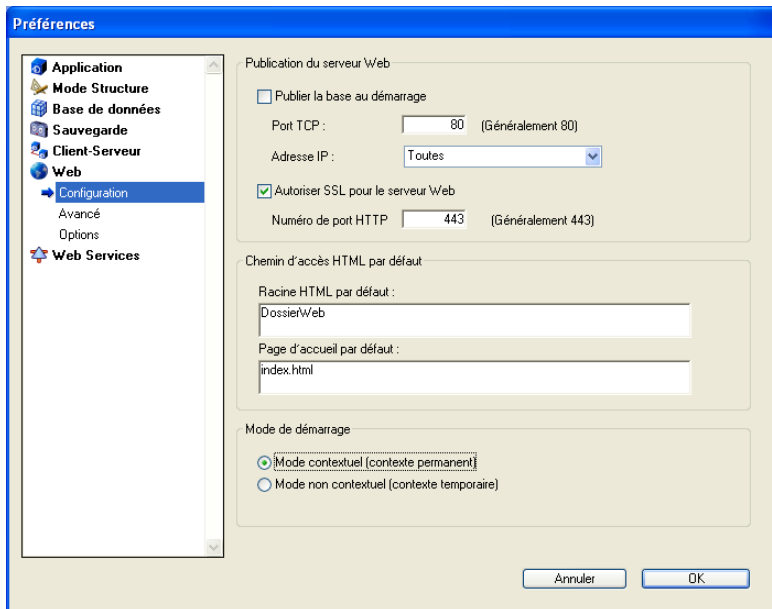 Préférences
Application
Mode Structure
Base de données
Sauvegarde
Client-Serveur
Web
Configuration
Avancé
Options
Web Services
Publication du serveur Web
Publier la base au démarrage
Port TCP : 80 (Généralement 80)
Adresse IP : Toutes
Autoriser SSL pour le serveur Web
Numéro de port HTTP 443 (Généralement 443)
Chemin d'accès HTML par défaut
Racine HTML par défaut :
DossierWeb
Page d'accueil par défaut :
index.html
Mode de démarrage
Mode contextuel (contexte permanent)
Mode non contextuel (contexte temporaire)
Annuler OK